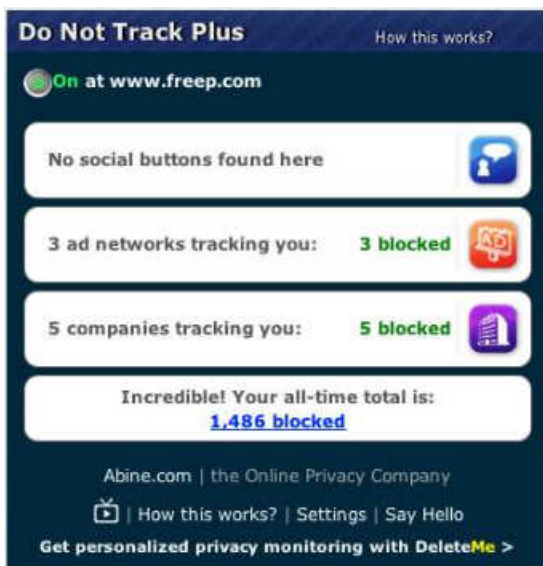 Do Not Track Plus How this works?
On at www.freep.com
No social buttons found here
3 ad networks tracking you: 3 blocked AD
5 companies tracking you: 5 blocked
Incredible! Your all-time total is:
1,486 blocked
Abine.com | the Online Privacy Company
| How this works? | Settings | Say Hello
Get personalized privacy monitoring with DeleteMe >